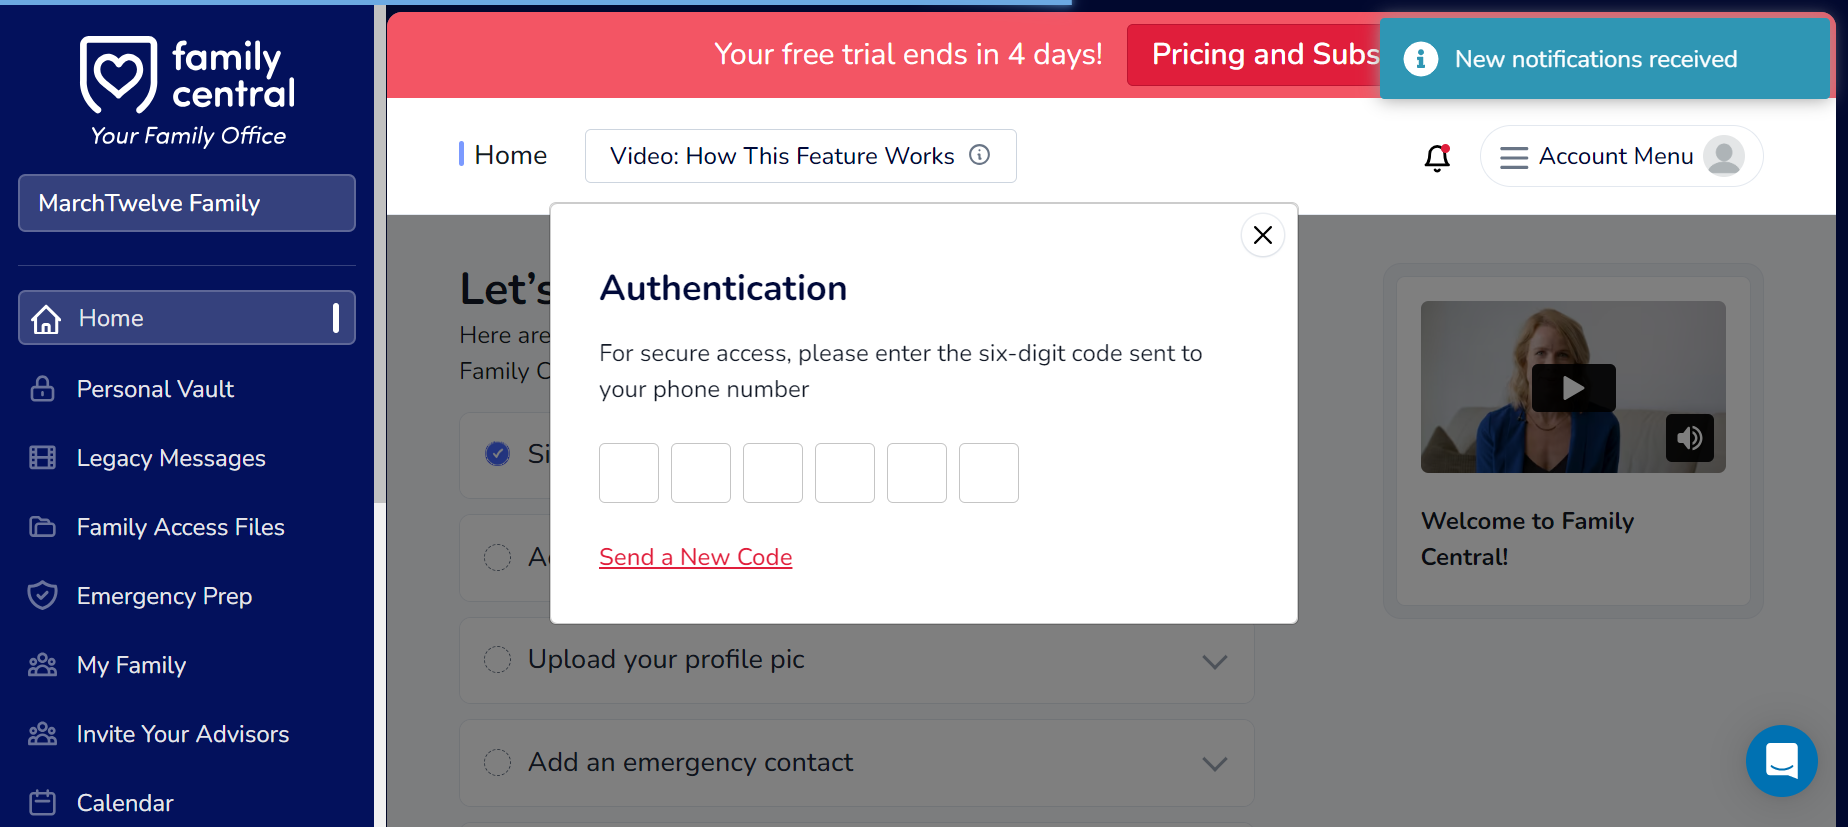 family
central
Your Family Office
MarchTwelve Family
Home
Personal Vault
Legacy Messages
Family Access Files
Emergency Prep
My Family
Invite Your Advisors
Calendar
Your free trial ends in 4 days!
Pricing and Subs
New notifications received
Home
Video: How This Feature Works
Account Menu
Let's
Here are
Family
Authentication
For secure access, please enter the six-digit code sent to
your phone number
Send a New Code
Upload your profile pic
Add an emergency contact
Welcome to Family
Central!